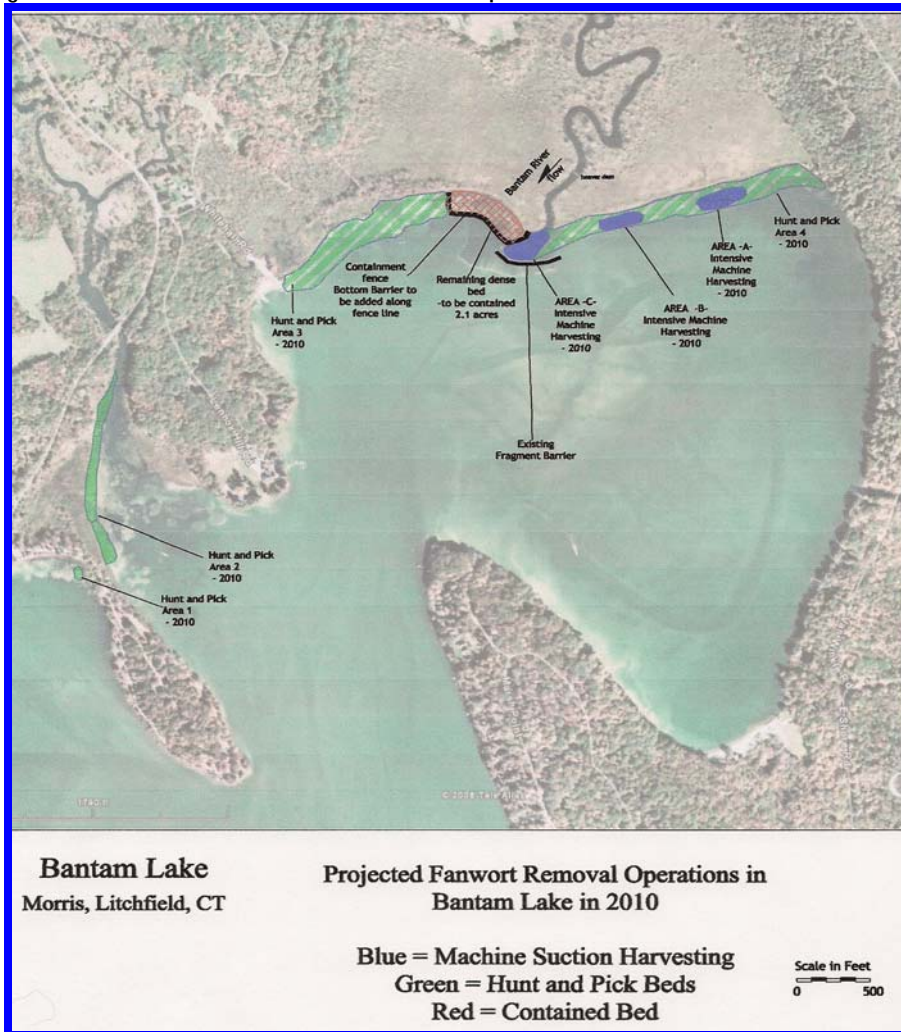 Bantam River
flow
beaver dam
Hunt and Pick
Area 4
- 2010
AREA -A-
Intensive
Machine
Harvesting
- 2010
AREA -B-
Intensive Machine
Harvesting
- 2010
AREA -C-
Intensive
Machine
Harvesting
- 2010
Remaining dense
bed
-to be contained
2.1 acres
Containment
fence
Bottom Barrier to
be added along
fence line
Hunt and Pick
Area 3
- 2010
Existing
Fragment Barrier
Hunt and Pick
Area 2
- 2010
Hunt and Pick
Area 1
- 2010
© 2008 Tele Atlas
Bantam Lake
Morris, Litchfield, CT
Projected Fanwort Removal Operations in
Bantam Lake in 2010
Blue = Machine Suction Harvesting
Green = Hunt and Pick Beds
Red = Contained Bed
Scale in Feet
0 500